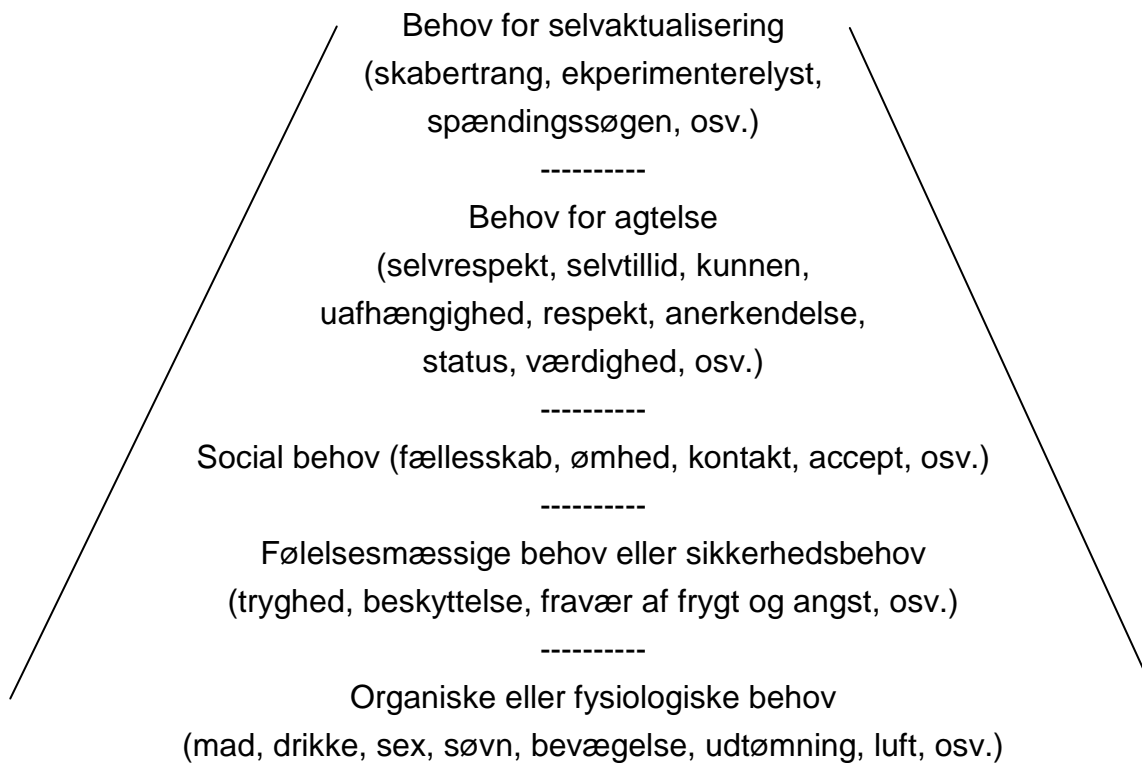 Behov for selvaktualisering
(skabertrang, ekperimenterelyst,
spændingssøgen, osv.)
----------
Behov for agtelse
(selvrespekt, selvtillid, kunnen,
uafhængighed, respekt, anerkendelse,
status, værdighed, osv.)
----------
Social behov (fællesskab, ømhed, kontakt, accept, osv.)
----------
Følelsesmæssige behov eller sikkerhedsbehov
(tryghed, beskyttelse, fravær af frygt og angst, osv.)
----------
Organiske eller fysiologiske behov
(mad, drikke, sex, søvn, bevægelse, udtømning, luft, osv.)